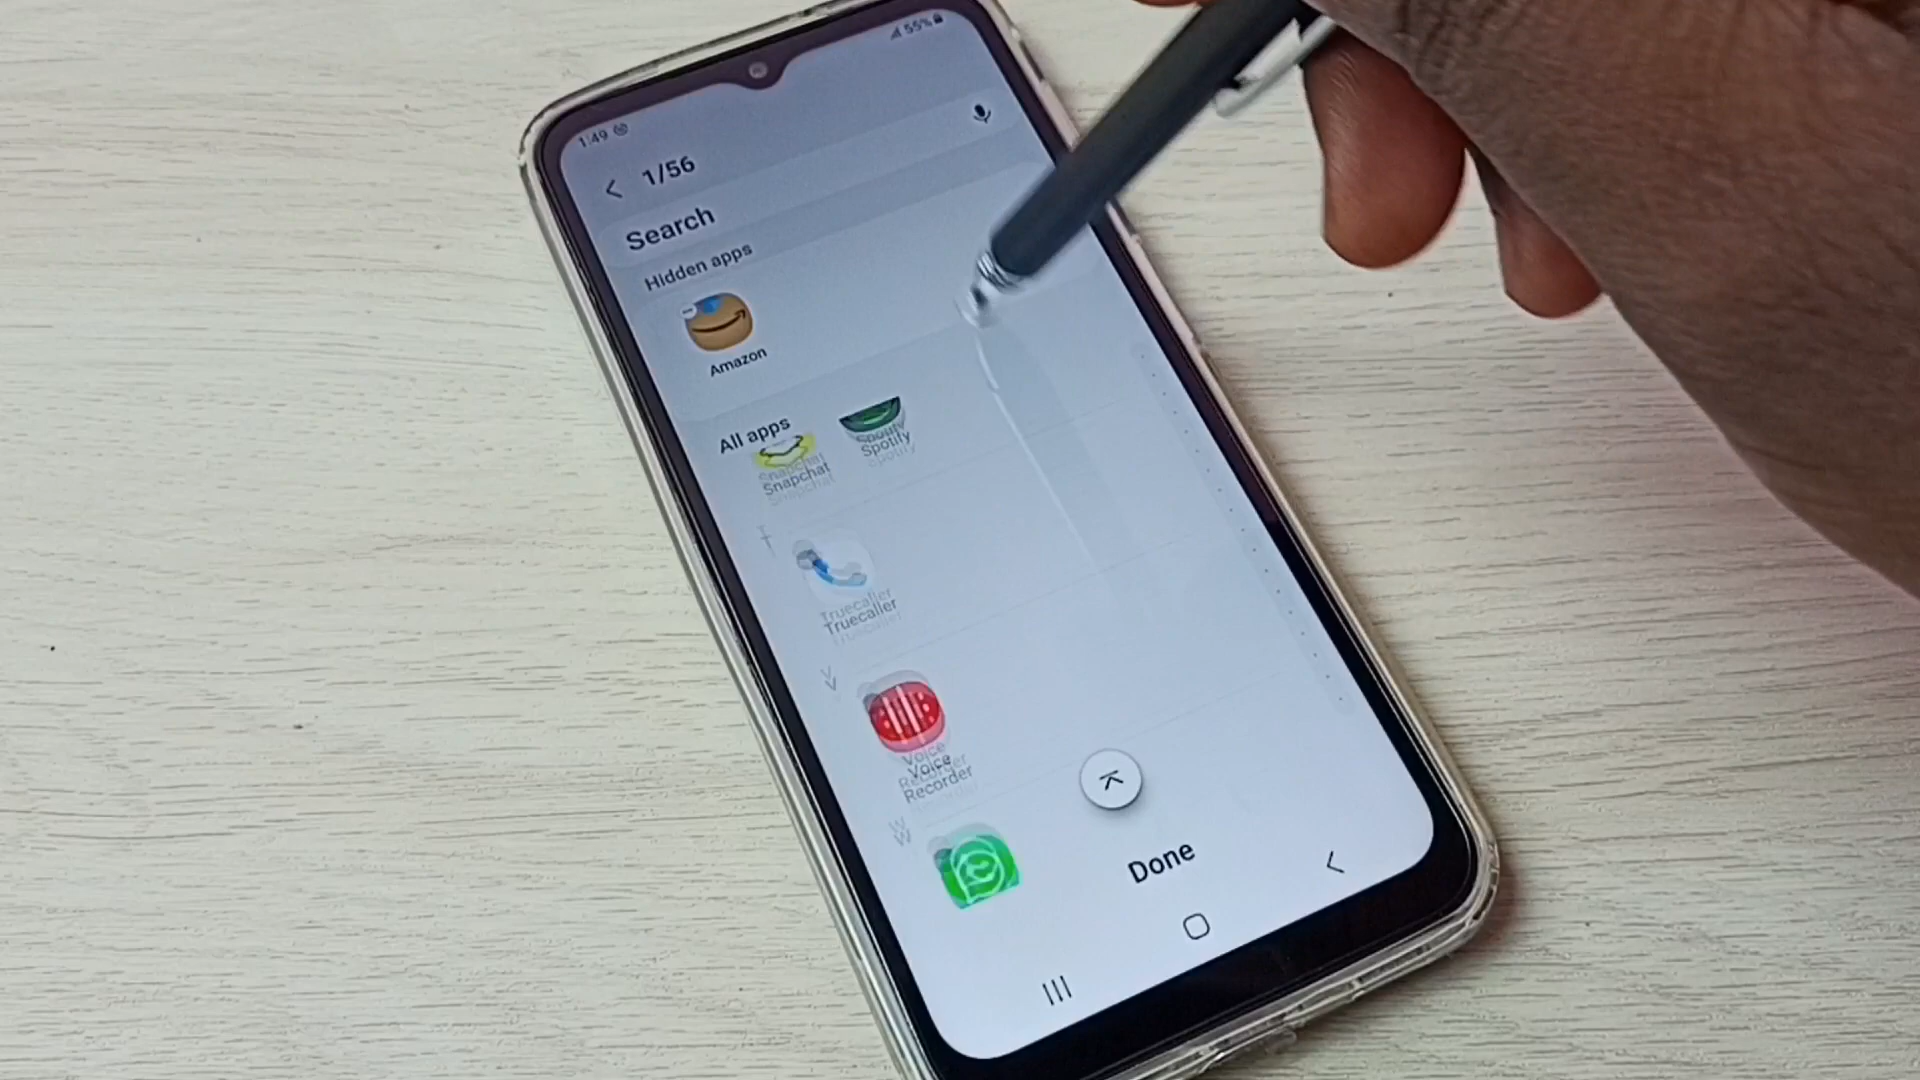 1:49
55%
1/56
Search
Hidden apps
Amazon
All apps
Snapchat
Spotify
T
Truecaller
V
Voice
Recorder
W
Done